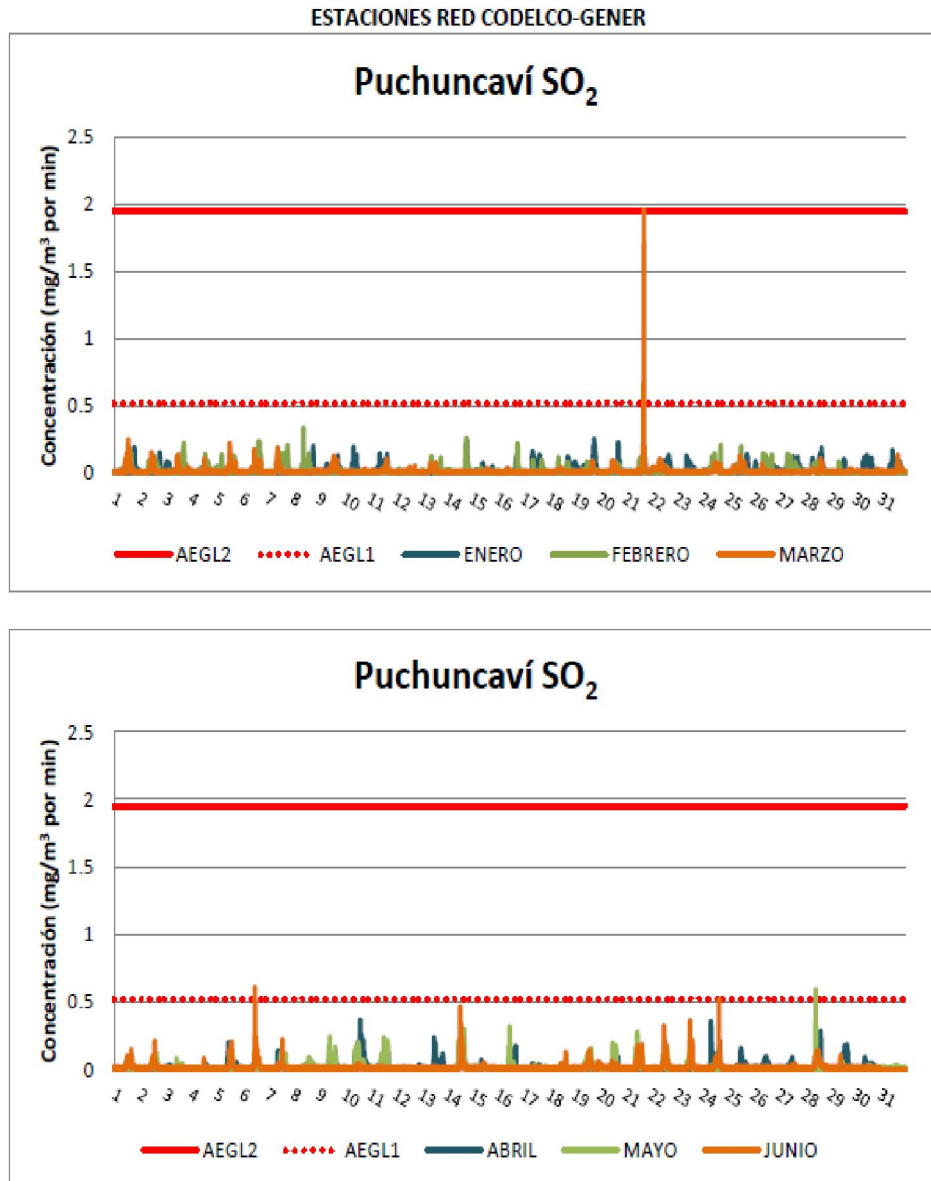 ESTACIONES RED CODELCO-GENER
Puchuncaví SO₂
Concentración (mg/m³ por min)
2.5
2
1.5
1
0.5
0
1 2 3 4 5 6 7 8 9 10 11 12 13 14 15 16 17 18 19 20 21 22 23 24 25 26 27 28 29 30 31
AEGL2 AEGL1 ENERO FEBRERO MARZO
Puchuncaví SO₂
Concentración (mg/m³ por min)
2.5
2
1.5
1
0.5
0
1 2 3 4 5 6 7 8 9 10 11 12 13 14 15 16 17 18 19 20 21 22 23 24 25 26 27 28 29 30 31
AEGL2 AEGL1 ABRIL MAYO JUNIO